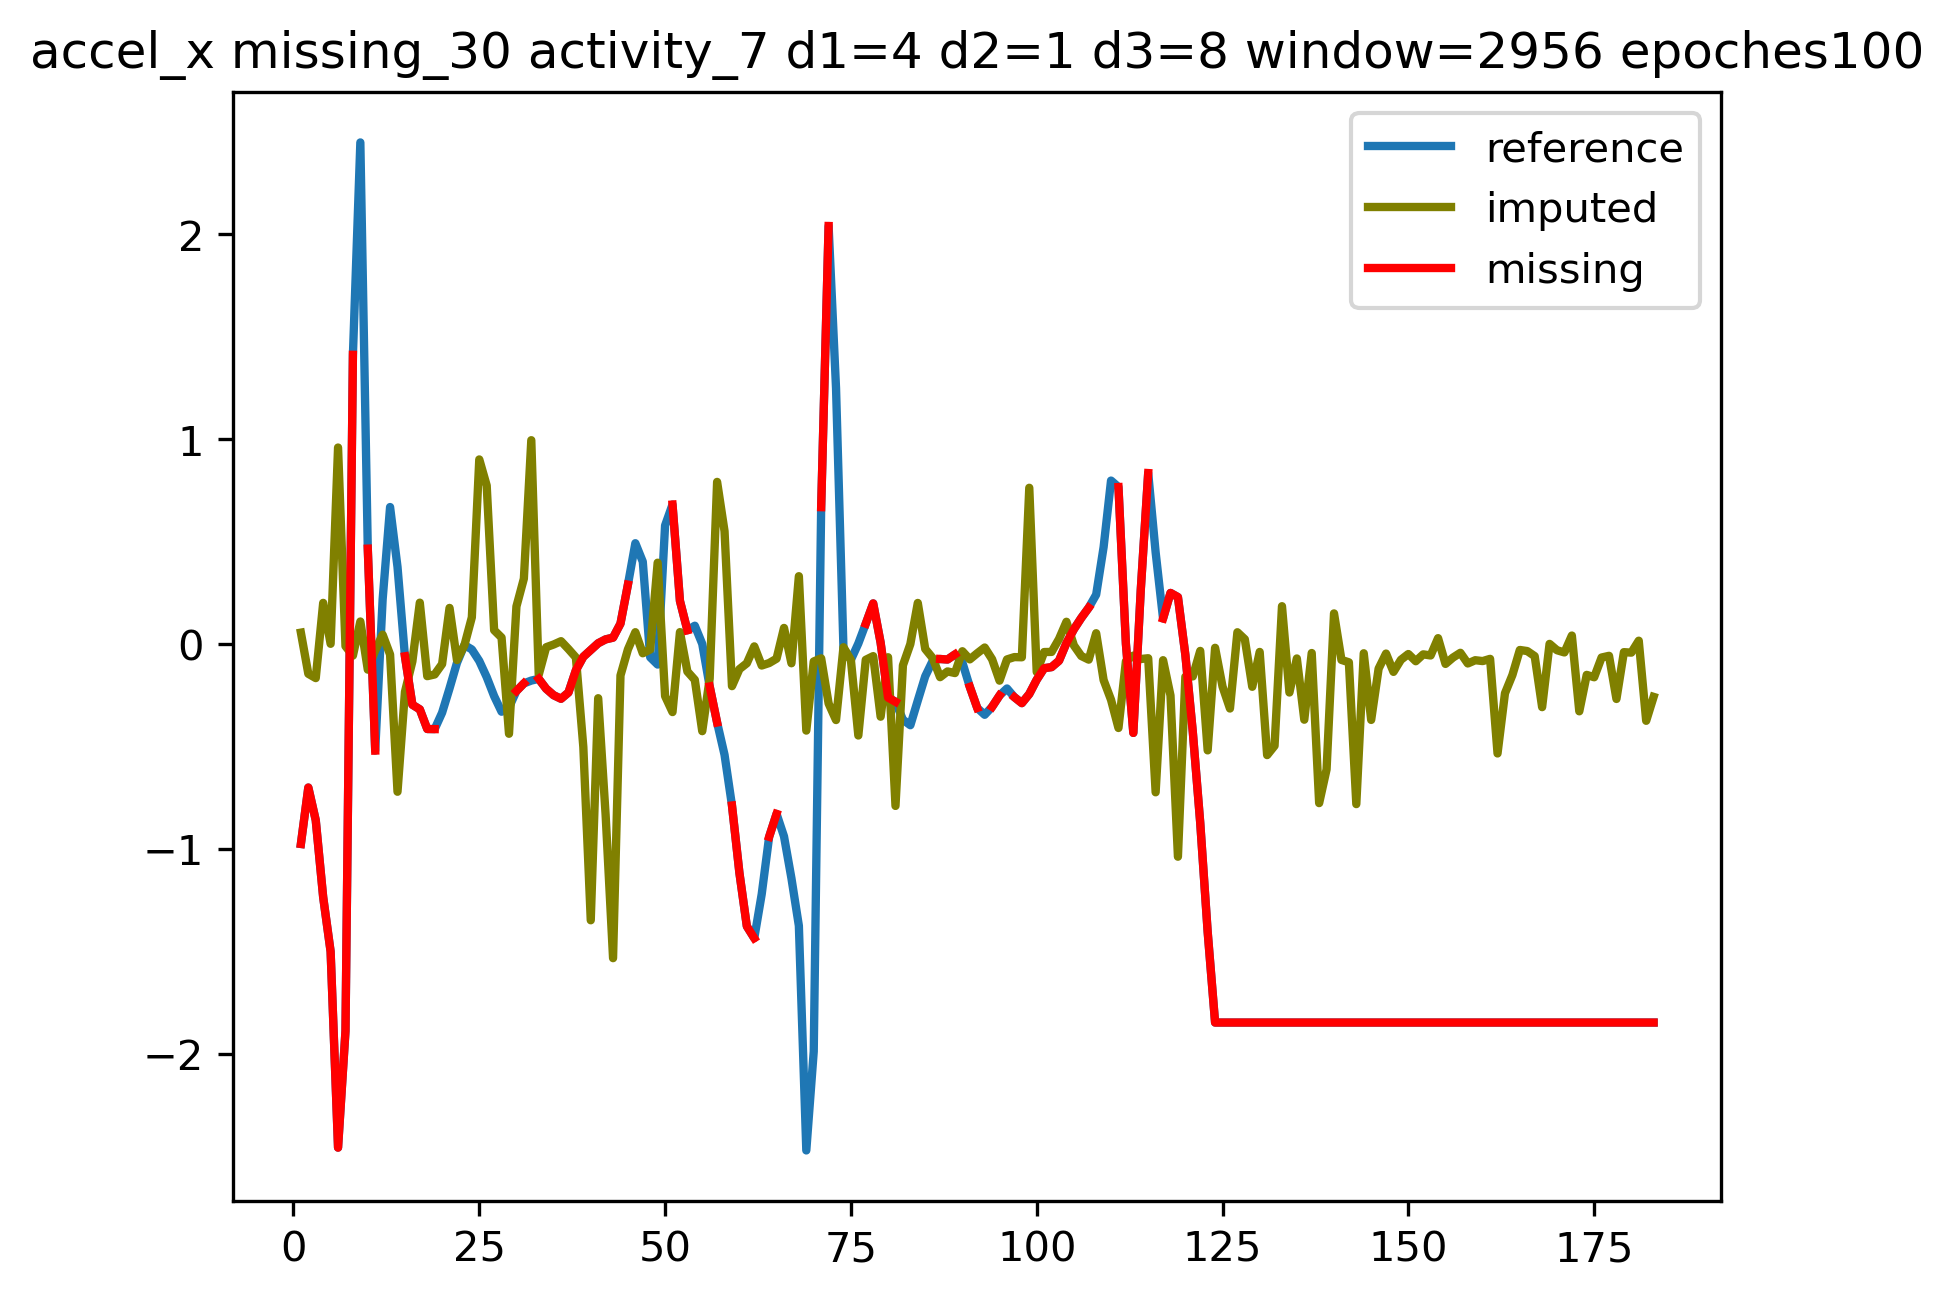 accel_x missing_30 activity_7 d1=4 d2=1 d3=8 window=2956 epoches100
reference
imputed
missing
2
1
0
−1
−2
0 25 50 75 100 125 150 175